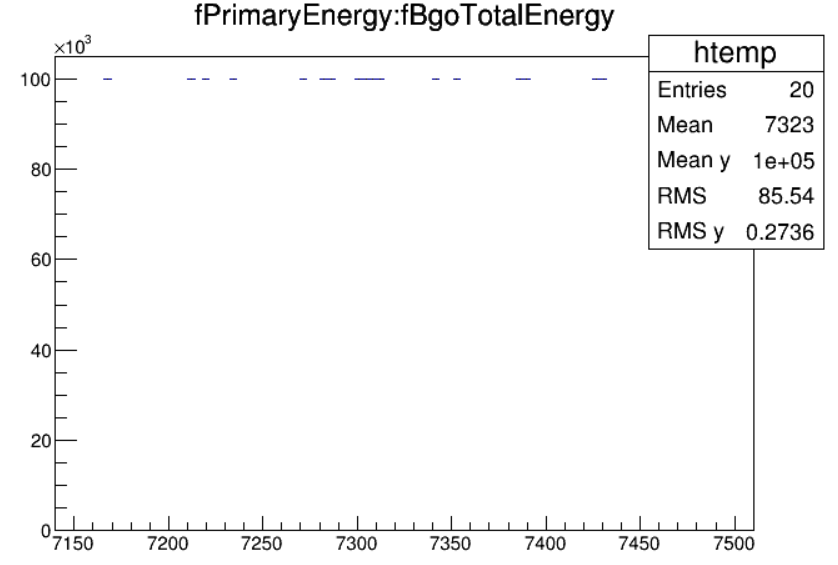 fPrimaryEnergy:fBgoTotalEnergy
×10³
htemp
Entries 20
Mean 7323
Mean y 1e+05
RMS 85.54
RMS y 0.2736
100
80
60
40
20
0
7150 7200 7250 7300 7350 7400 7450 7500